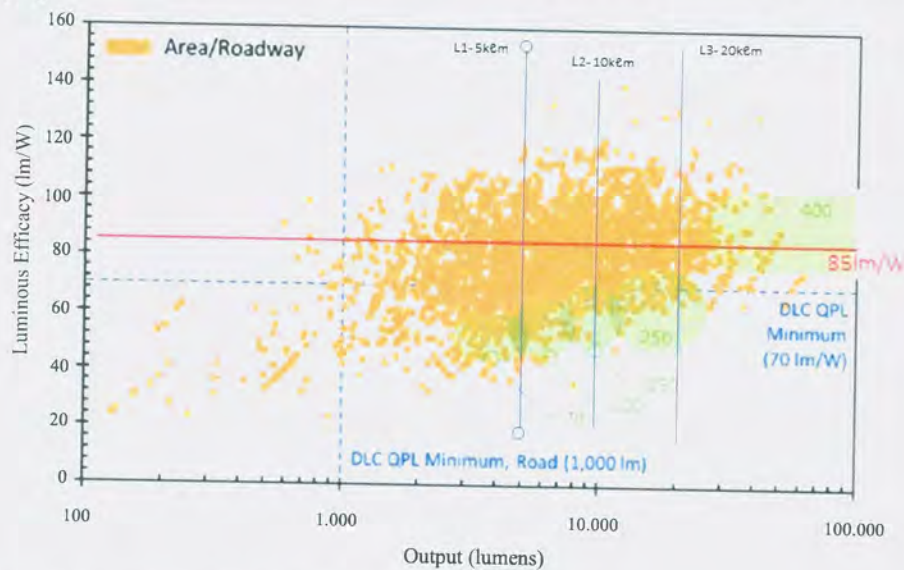 160
140
120
100
80
60
40
20
0
Luminous Efficacy (lm/W)
Area/Roadway
L1-5kℓm
L2-10kℓm
L3-20kℓm
400
85lm/W
DLC QPL
Minimum
(70 lm/W)
250
DLC QPL Minimum, Road (1,000 lm)
100
1.000
10.000
100.000
Output (lumens)